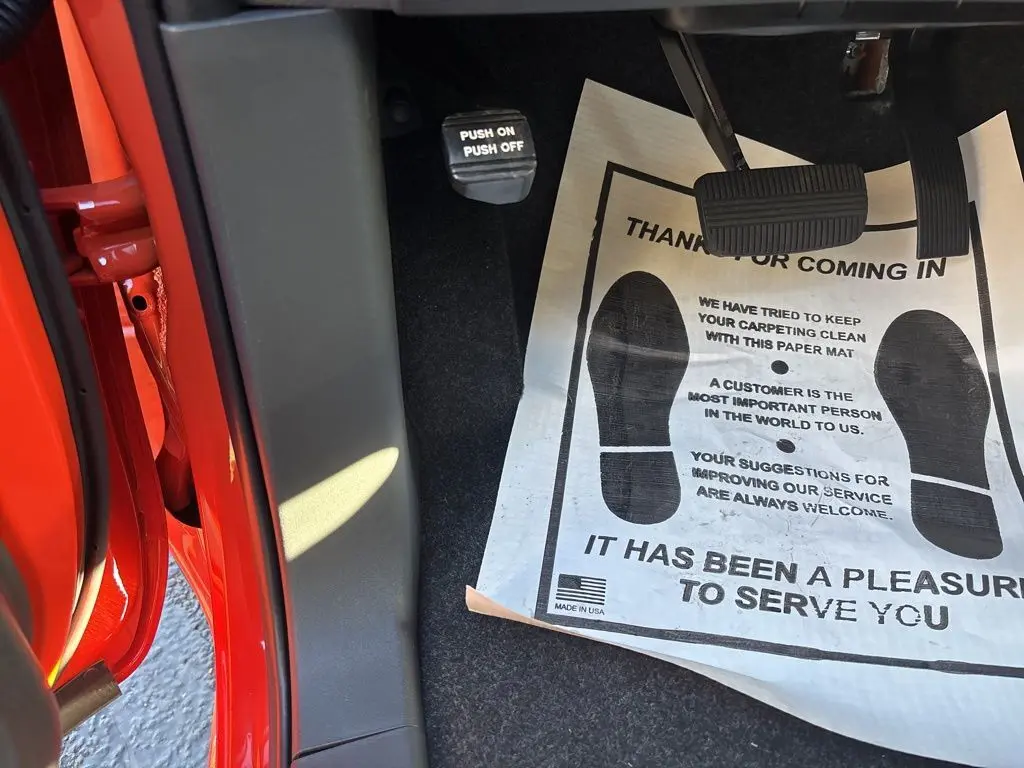 PUSH ON
PUSH OFF
THANK FOR COMING IN
WE HAVE TRIED TO KEEP
YOUR CARPETING CLEAN
WITH THIS PAPER MAT
A CUSTOMER IS THE
MOST IMPORTANT PERSON
IN THE WORLD TO US.
YOUR SUGGESTIONS FOR
IMPROVING OUR SERVICE
ARE ALWAYS WELCOME.
IT HAS BEEN A PLEASURE
TO SERVE YOU
MADE IN USA